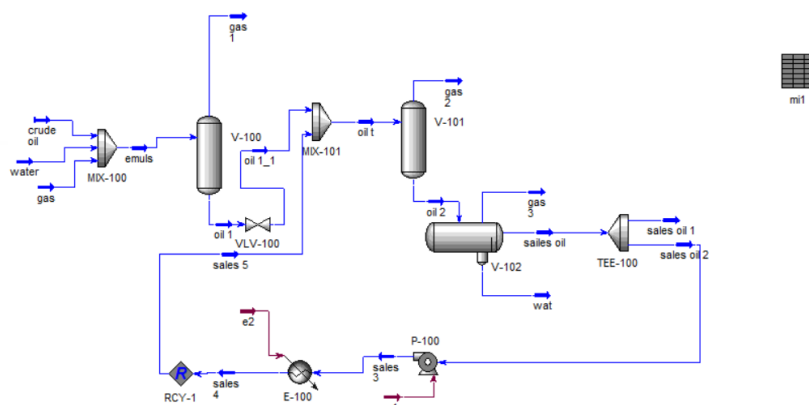 gas
1
mi1
crude
oil
V-100
gas
2
V-101
water
emuls
MIX-100
oil 1_1
MIX-101
oil t
gas
oil 1
VLV-100
oil 2
gas
3
sailes oil
sales oil 1
sales oil 2
TEE-100
sales 5
V-102
wat
e2
P-100
sales
3
sales
4
E-100
RCY-1